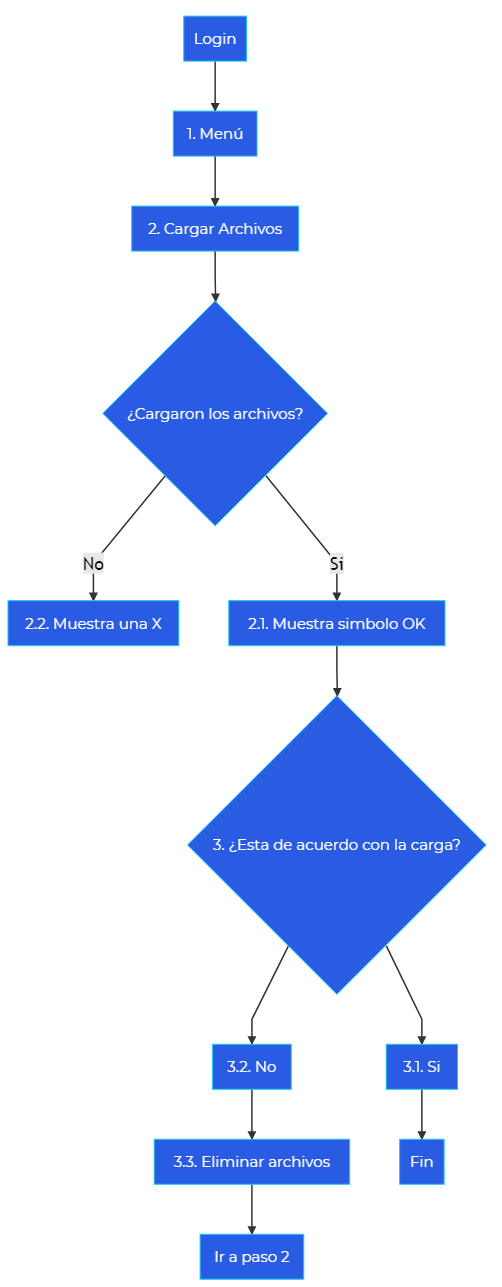 Login
1. Menú
2. Cargar Archivos
¿Cargaron los archivos?
No
Si
2.2. Muestra una X
2.1. Muestra simbolo OK
3. ¿Esta de acuerdo con la carga?
3.2. No
3.1. Si
3.3. Eliminar archivos
Fin
Ir a paso 2